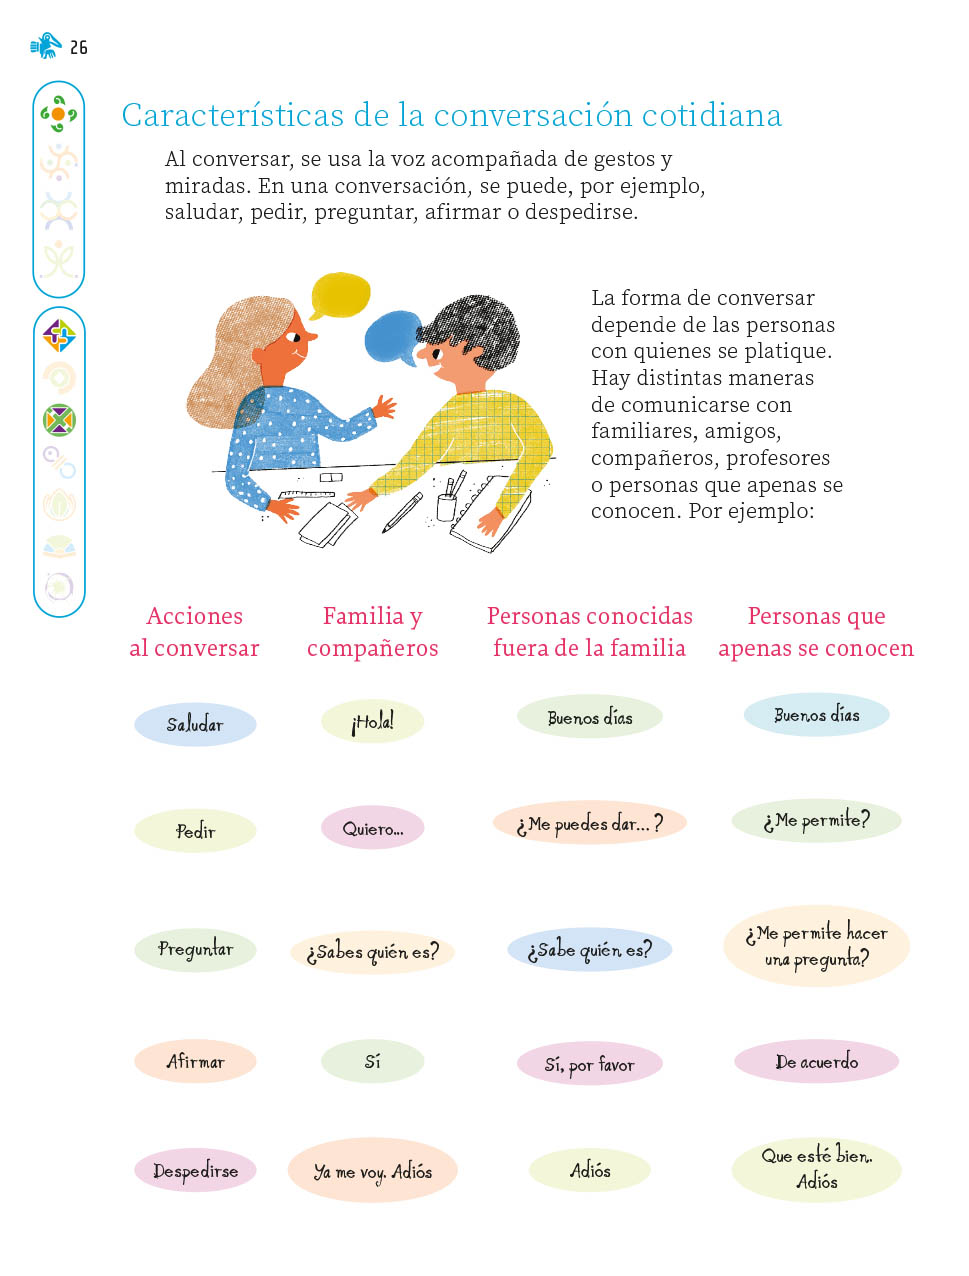 26
Características de la conversación cotidiana
Al conversar, se usa la voz acompañada de gestos y
miradas. En una conversación, se puede, por ejemplo,
saludar, pedir, preguntar, afirmar o despedirse.
La forma de conversar
depende de las personas
con quienes se platique.
Hay distintas maneras
de comunicarse con
familiares, amigos,
compañeros, profesores
o personas que apenas se
conocen. Por ejemplo:
Acciones
al conversar
Familia y
compañeros
Personas conocidas
fuera de la familia
Personas que
apenas se conocen
Saludar
¡Hola!
Buenos días
Buenos días
Pedir
Quiero...
¿Me puedes dar... ?
¿Me permite?
Preguntar
¿Sabes quién es?
¿Sabe quién es?
¿Me permite hacer
una pregunta?
Afirmar
Sí
Sí, por favor
De acuerdo
Despedirse
Ya me voy. Adiós
Adiós
Que esté bien.
Adiós